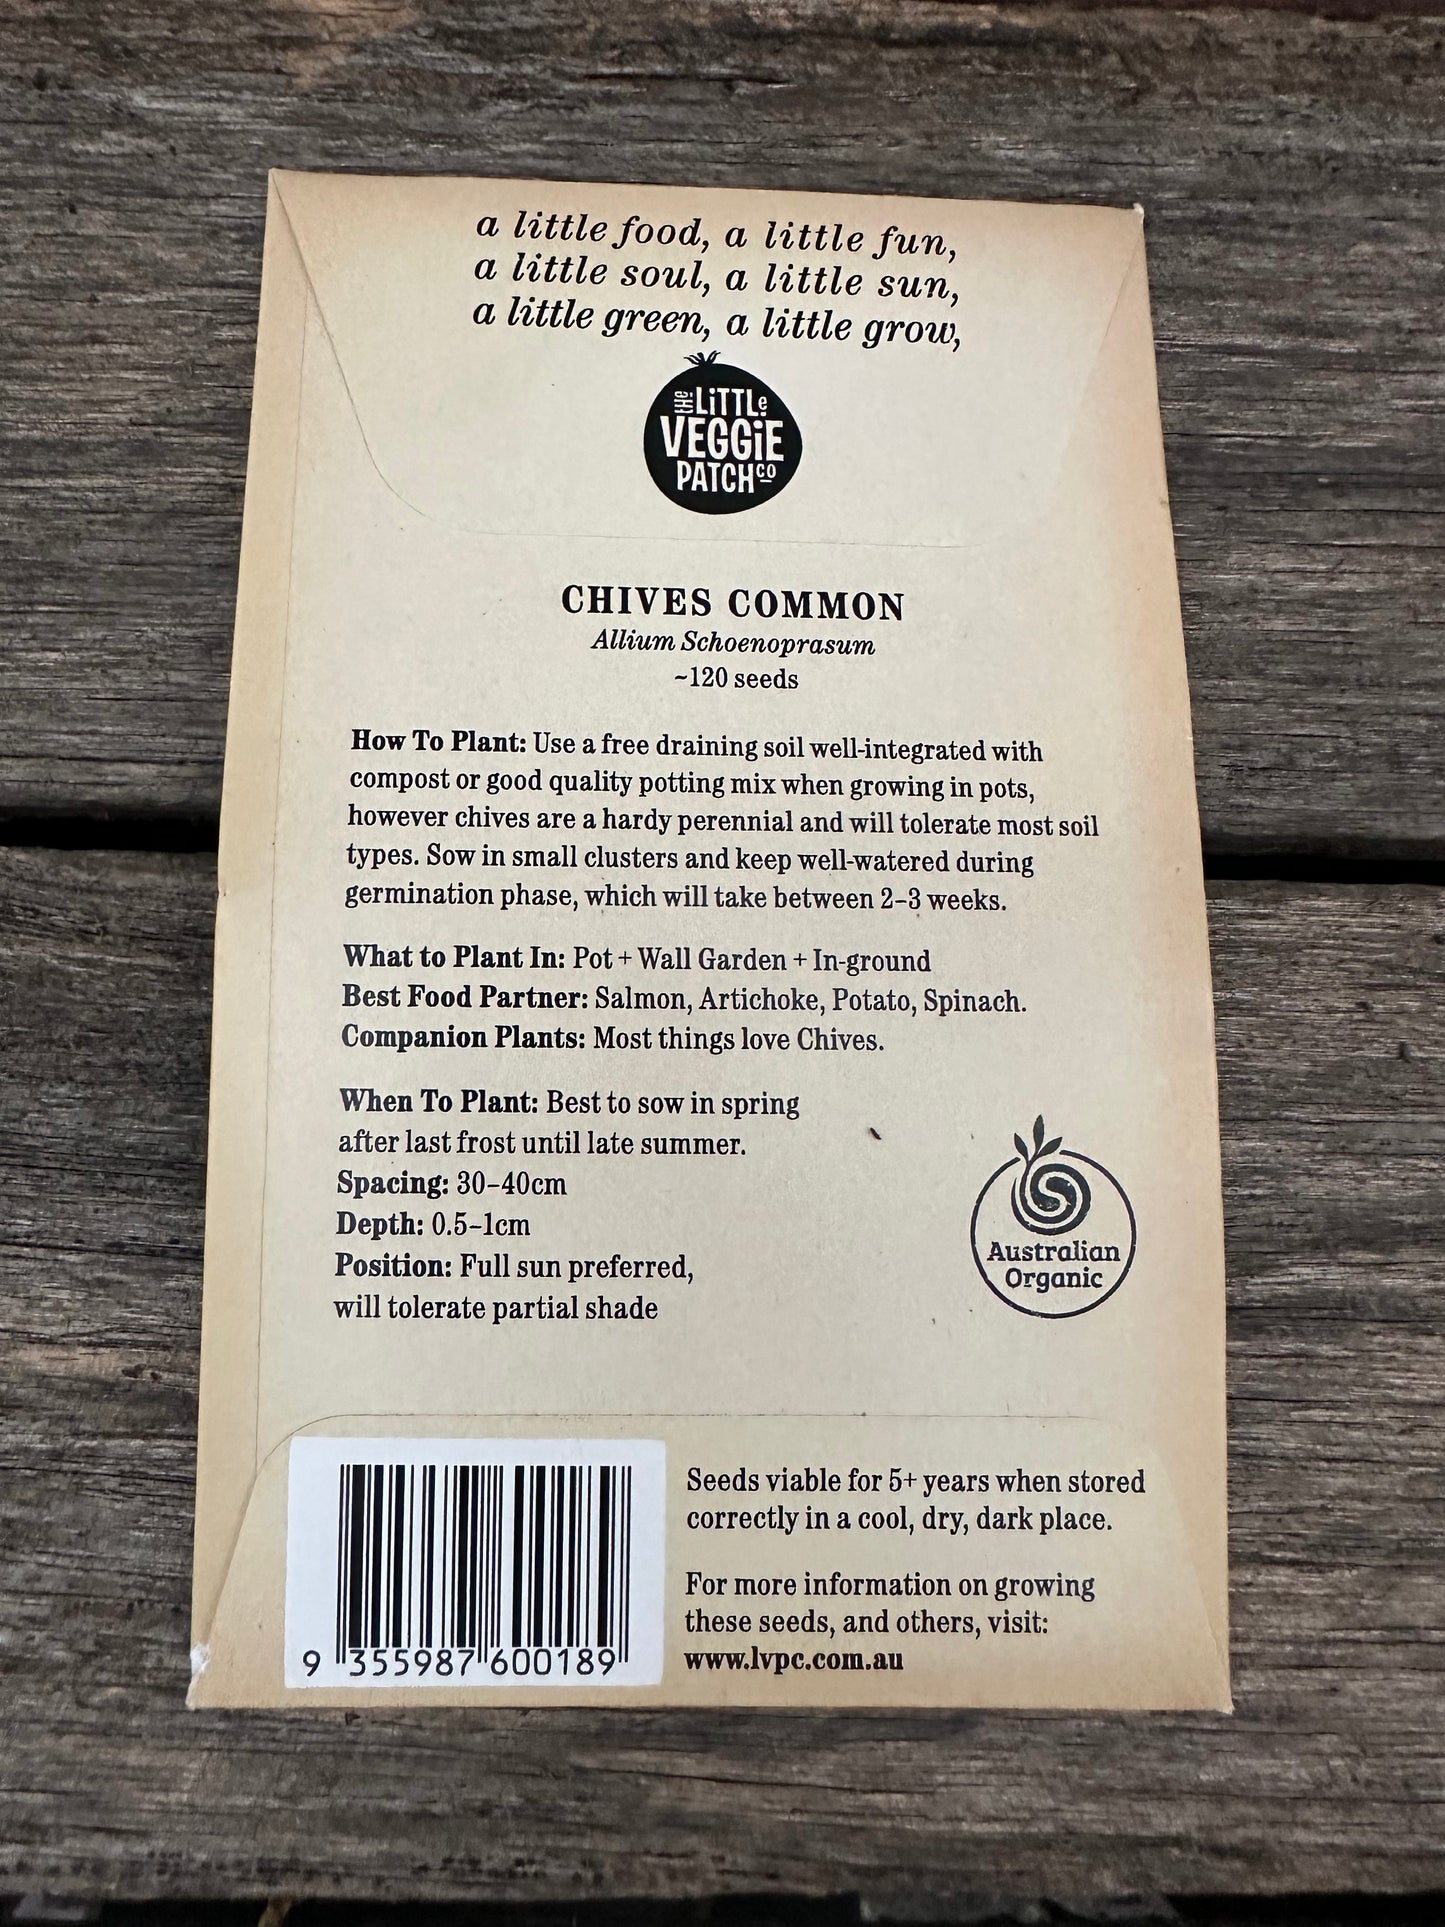 a little food, a little fun,
a little soul, a little sun,
a little green, a little grow,
THE LiTTLe
VEGGiE
PATCH CO
CHIVES COMMON
Allium Schoenoprasum
~120 seeds
How To Plant: Use a free draining soil well-integrated with
compost or good quality potting mix when growing in pots,
however chives are a hardy perennial and will tolerate most soil
types. Sow in small clusters and keep well-watered during
germination phase, which will take between 2–3 weeks.
What to Plant In: Pot + Wall Garden + In-ground
Best Food Partner: Salmon, Artichoke, Potato, Spinach.
Companion Plants: Most things love Chives.
When To Plant: Best to sow in spring
after last frost until late summer.
Spacing: 30–40cm
Depth: 0.5–1cm
Position: Full sun preferred,
will tolerate partial shade
Australian
Organic
9 355987 600189
Seeds viable for 5+ years when stored
correctly in a cool, dry, dark place.
For more information on growing
these seeds, and others, visit:
www.lvpc.com.au